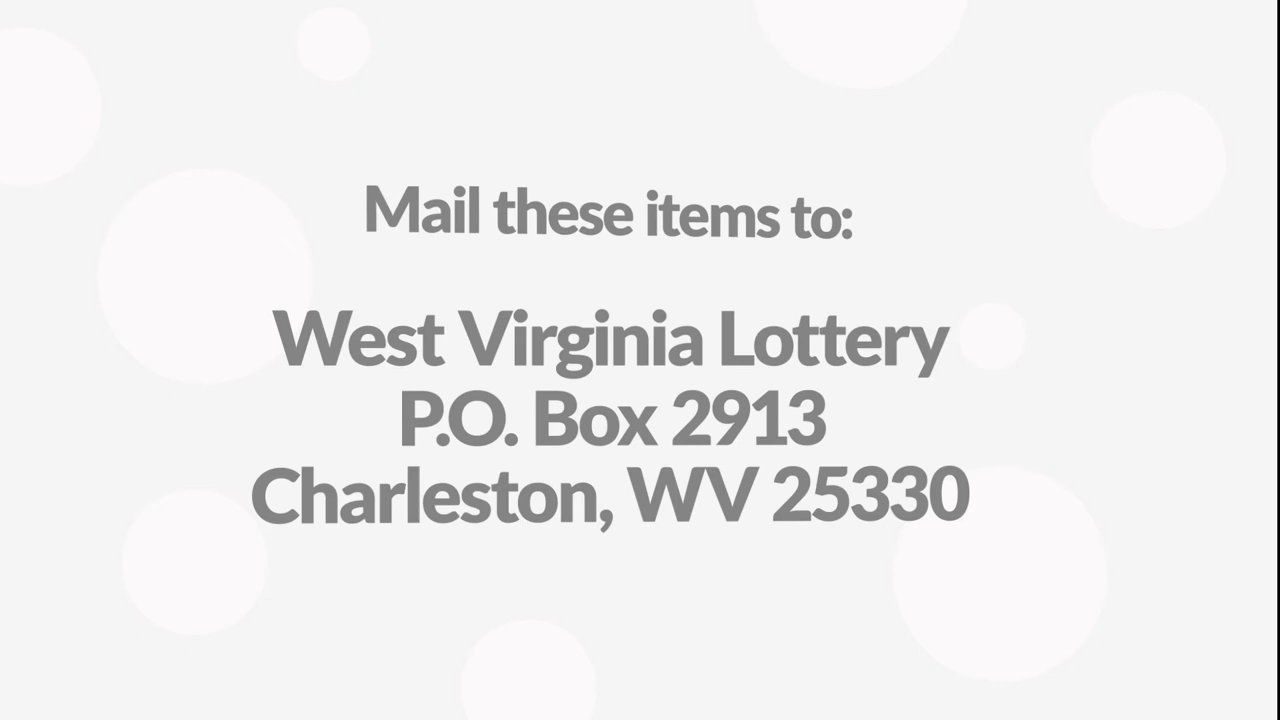 Mail these items to:
West Virginia Lottery
P.O. Box 2913
Charleston, WV 25330